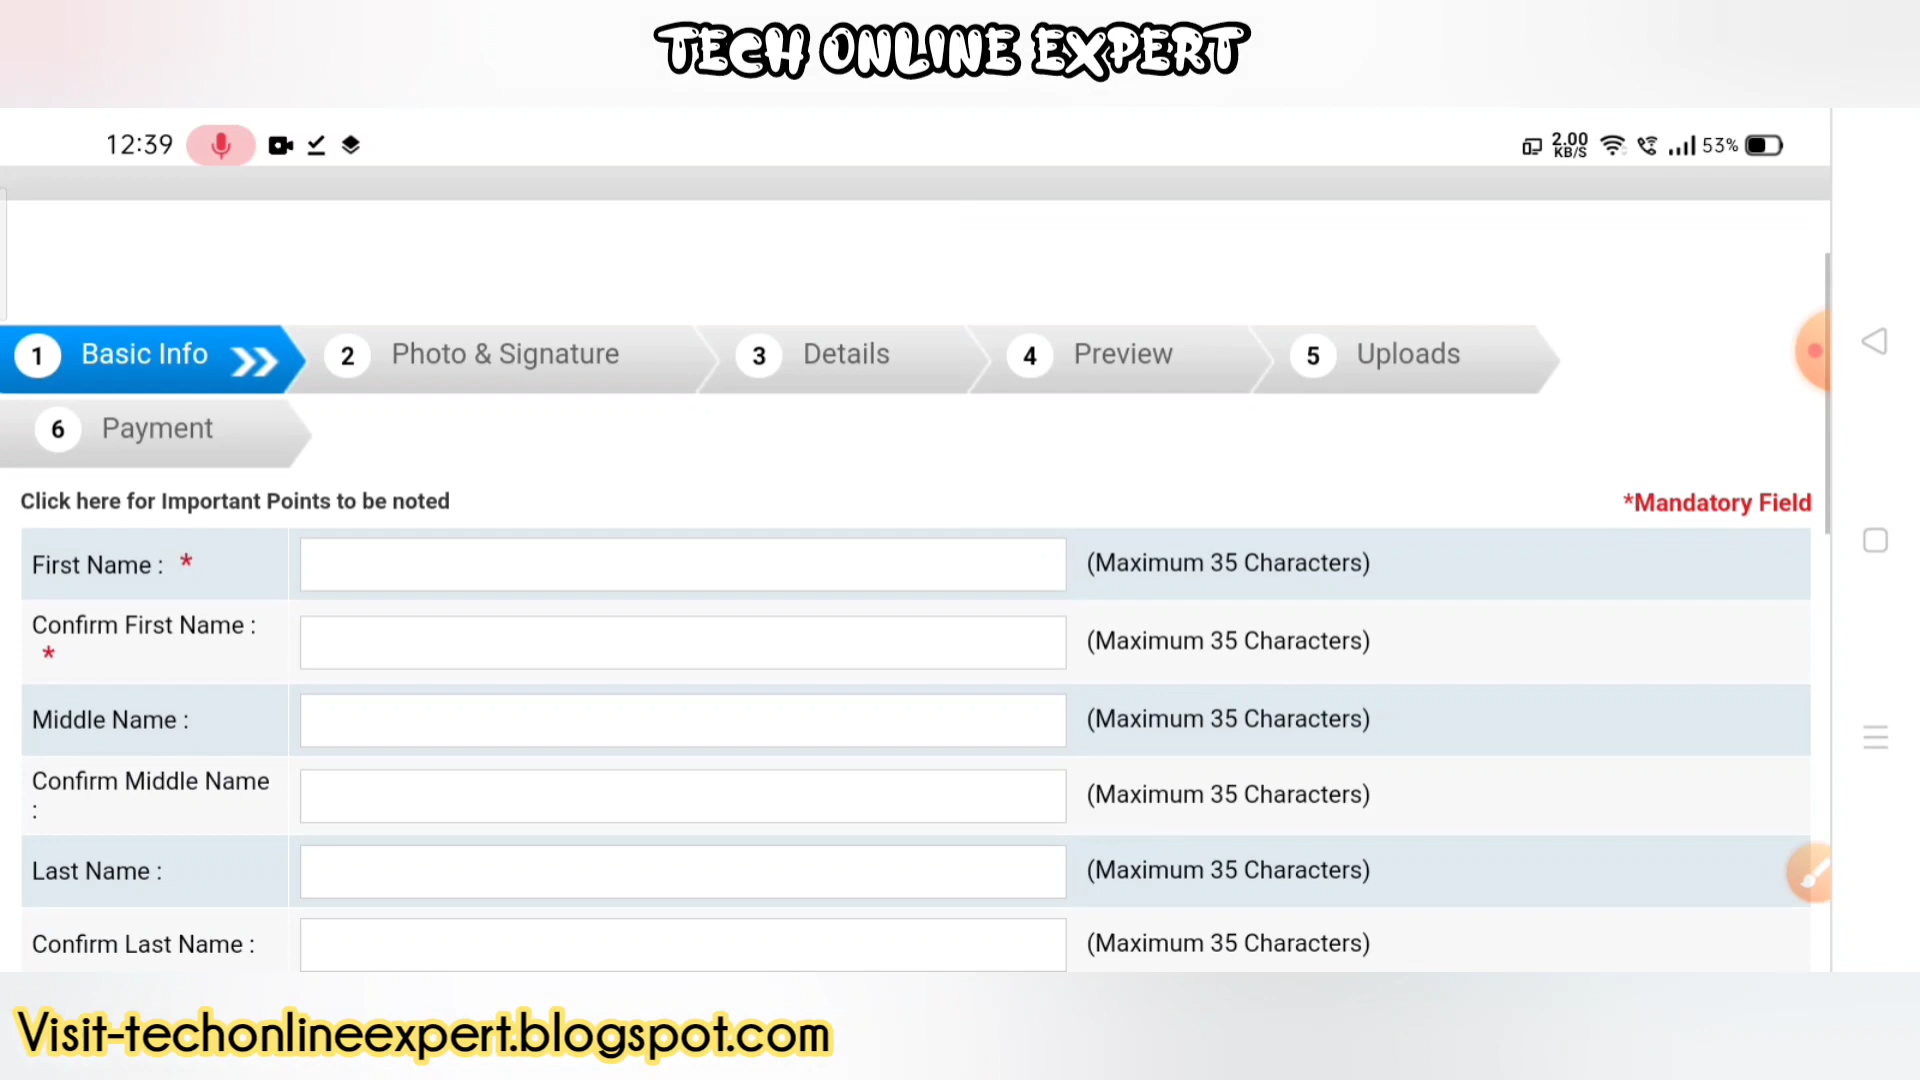 TECH ONLINE EXPERT
12:39
2.00
KB/S
53%
1 Basic Info
2 Photo & Signature
3 Details
4 Preview
5 Uploads
6 Payment
Click here for Important Points to be noted
*Mandatory Field
First Name : *
(Maximum 35 Characters)
Confirm First Name :
*
(Maximum 35 Characters)
Middle Name :
(Maximum 35 Characters)
Confirm Middle Name
:
(Maximum 35 Characters)
Last Name :
(Maximum 35 Characters)
Confirm Last Name :
(Maximum 35 Characters)
Visit-techonlineexpert.blogspot.com